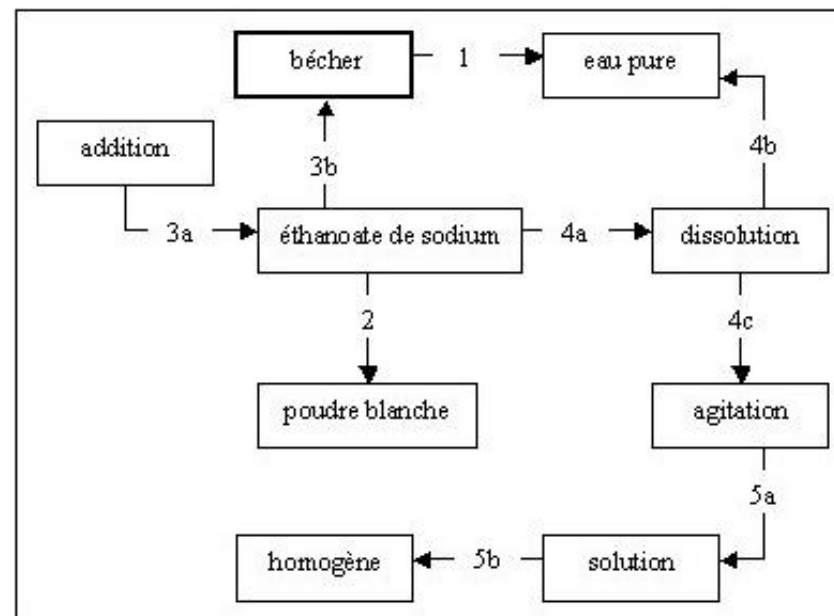 bécher 1 eau pure
addition
3b
4b
3a éthanoate de sodium 4a dissolution
2
4c
poudre blanche
agitation
5a
homogène 5b solution